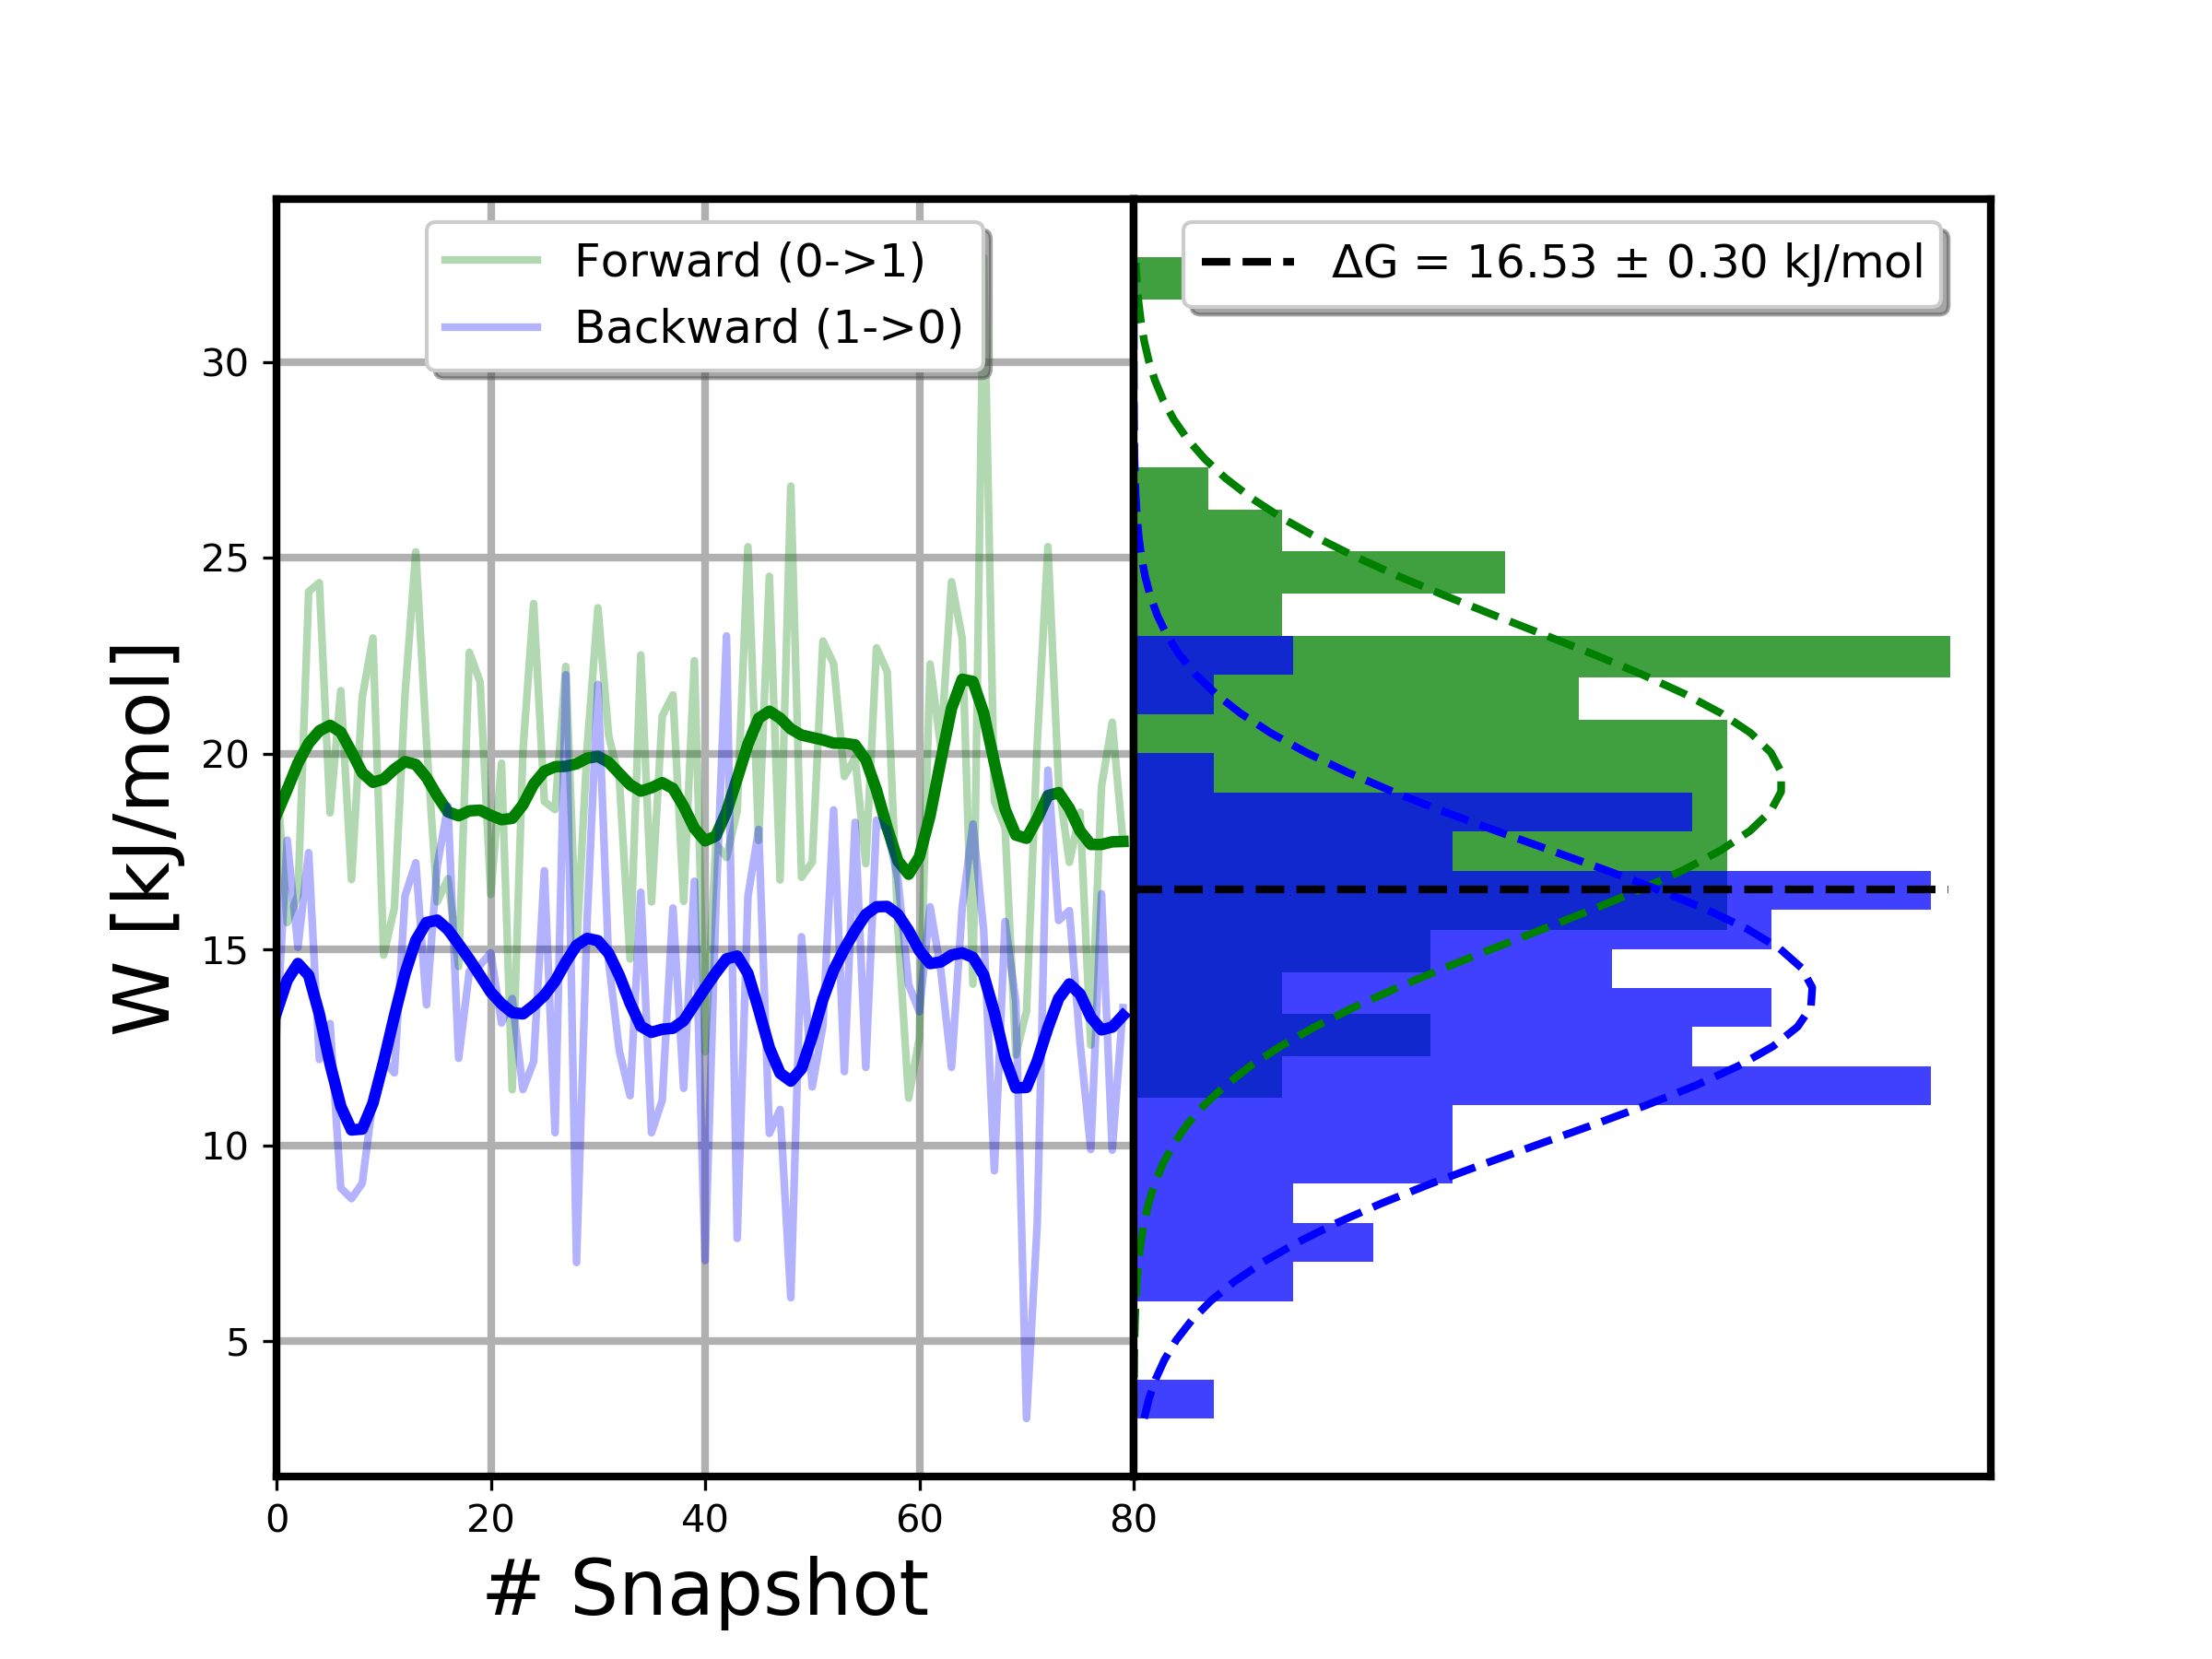 Forward (0->1)
Backward (1->0)
ΔG = 16.53 ± 0.30 kJ/mol
30
25
20
15
10
5
W [kJ/mol]
0 20 40 60 80
# Snapshot